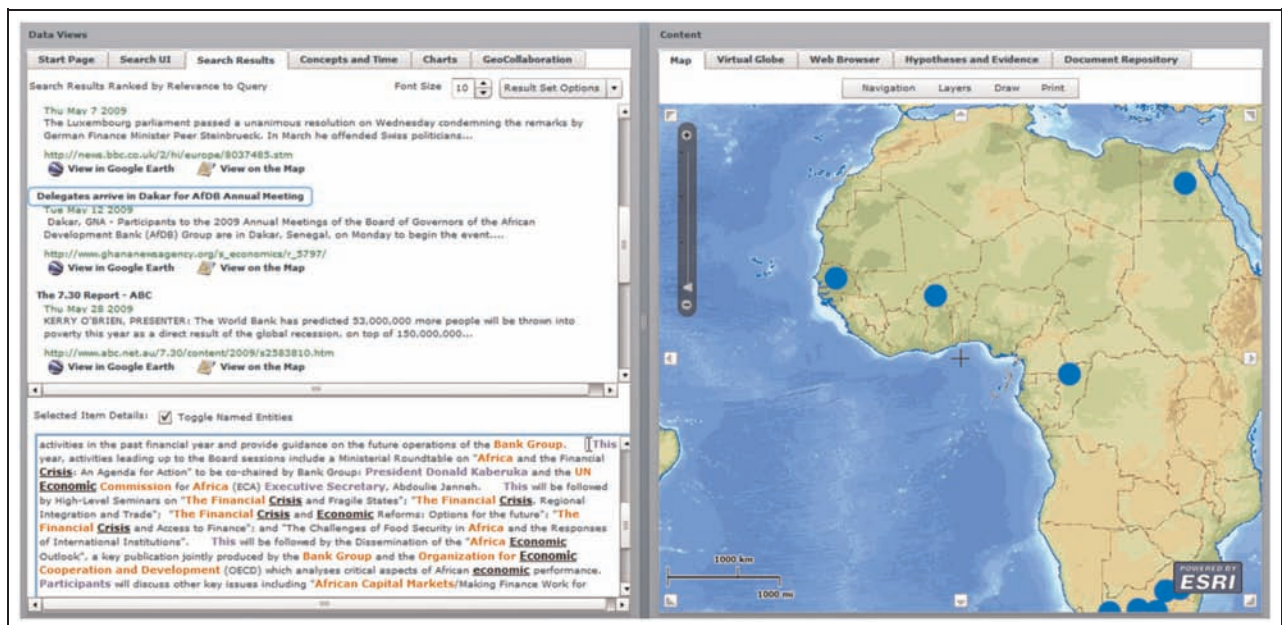 Data Views
Start Page Search UI Search Results Concepts and Time Charts GeoCollaboration
Search Results Ranked by Relevance to Query Font Size 10 Result Set Options
Thu May 7 2009
The Luxembourg parliament passed a unanimous resolution on Wednesday condemning the remarks by
German Finance Minister Peer Steinbrueck. In March he offended Swiss politicians...
http://news.bbc.co.uk/2/hi/europe/8037485.stm
View in Google Earth View on the Map
Delegates arrive in Dakar for AfDB Annual Meeting
Tue May 12 2009
Dakar, GNA - Participants to the 2009 Annual Meetings of the Board of Governors of the African
Development Bank (AfDB) Group are in Dakar, Senegal, on Monday to begin the event....
http://www.ghananewsagency.org/s_economics/r_5797/
View in Google Earth View on the Map
The 7.30 Report - ABC
Thu May 28 2009
KERRY O'BRIEN, PRESENTER: The World Bank has predicted 53,000,000 more people will be thrown into
poverty this year as a direct result of the global recession, on top of 150,000,000...
http://www.abc.net.au/7.30/content/2009/s2583810.htm
View in Google Earth View on the Map
Selected Item Details: Toggle Named Entities
activities in the past financial year and provide guidance on the future operations of the Bank Group. This
year, activities leading up to the Board sessions include a Ministerial Roundtable on "Africa and the Financial
Crisis: An Agenda for Action" to be co-chaired by Bank Group: President Donald Kaberuka and the UN
Economic Commission for Africa (ECA) Executive Secretary, Abdoulie Janneh. This will be followed
by High-Level Seminars on "The Financial Crisis and Fragile States"; "The Financial Crisis, Regional
Integration and Trade"; "The Financial Crisis and Economic Reforms: Options for the future"; "The
Financial Crisis and Access to Finance"; and "The Challenges of Food Security in Africa and the Responses
of International Institutions". This will be followed by the Dissemination of the "Africa Economic
Outlook", a key publication jointly produced by the Bank Group and the Organization for Economic
Cooperation and Development (OECD) which analyses critical aspects of African economic performance.
Participants will discuss other key issues including "African Capital Markets/Making Finance Work for
Content
Map Virtual Globe Web Browser Hypotheses and Evidence Document Repository
Navigation Layers Draw Print
1000 km
1000 mi
POWERED BY
ESRI